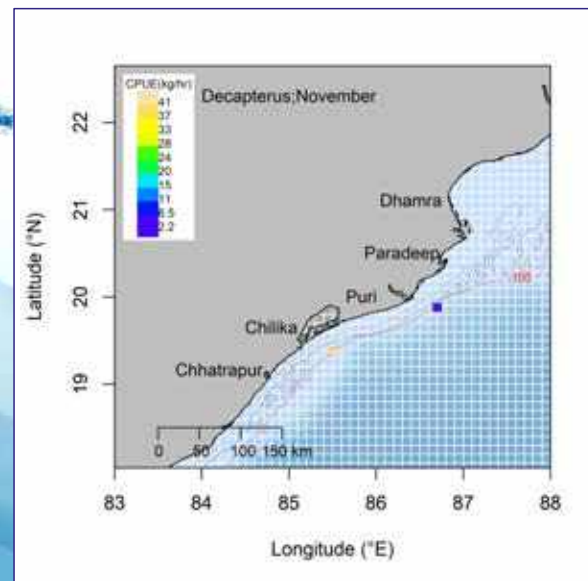 CPUE(kg/hr)
41
37
33
28
24
20
15
11
6.5
2.2
Decapterus;November
22
21
20
19
Latitude (°N)
Dhamra
Paradeep
100
Puri
Chilika
Chhatrapur
0 50 100 150 km
83 84 85 86 87 88
Longitude (°E)